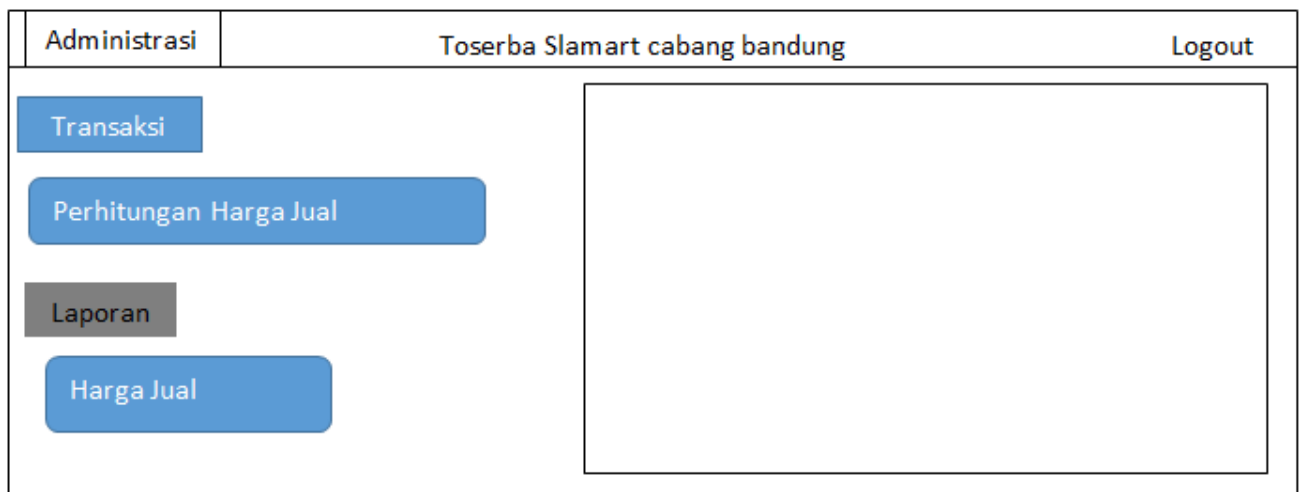 Administrasi
Toserba Slamart cabang bandung
Logout
Transaksi
Perhitungan Harga Jual
Laporan
Harga Jual